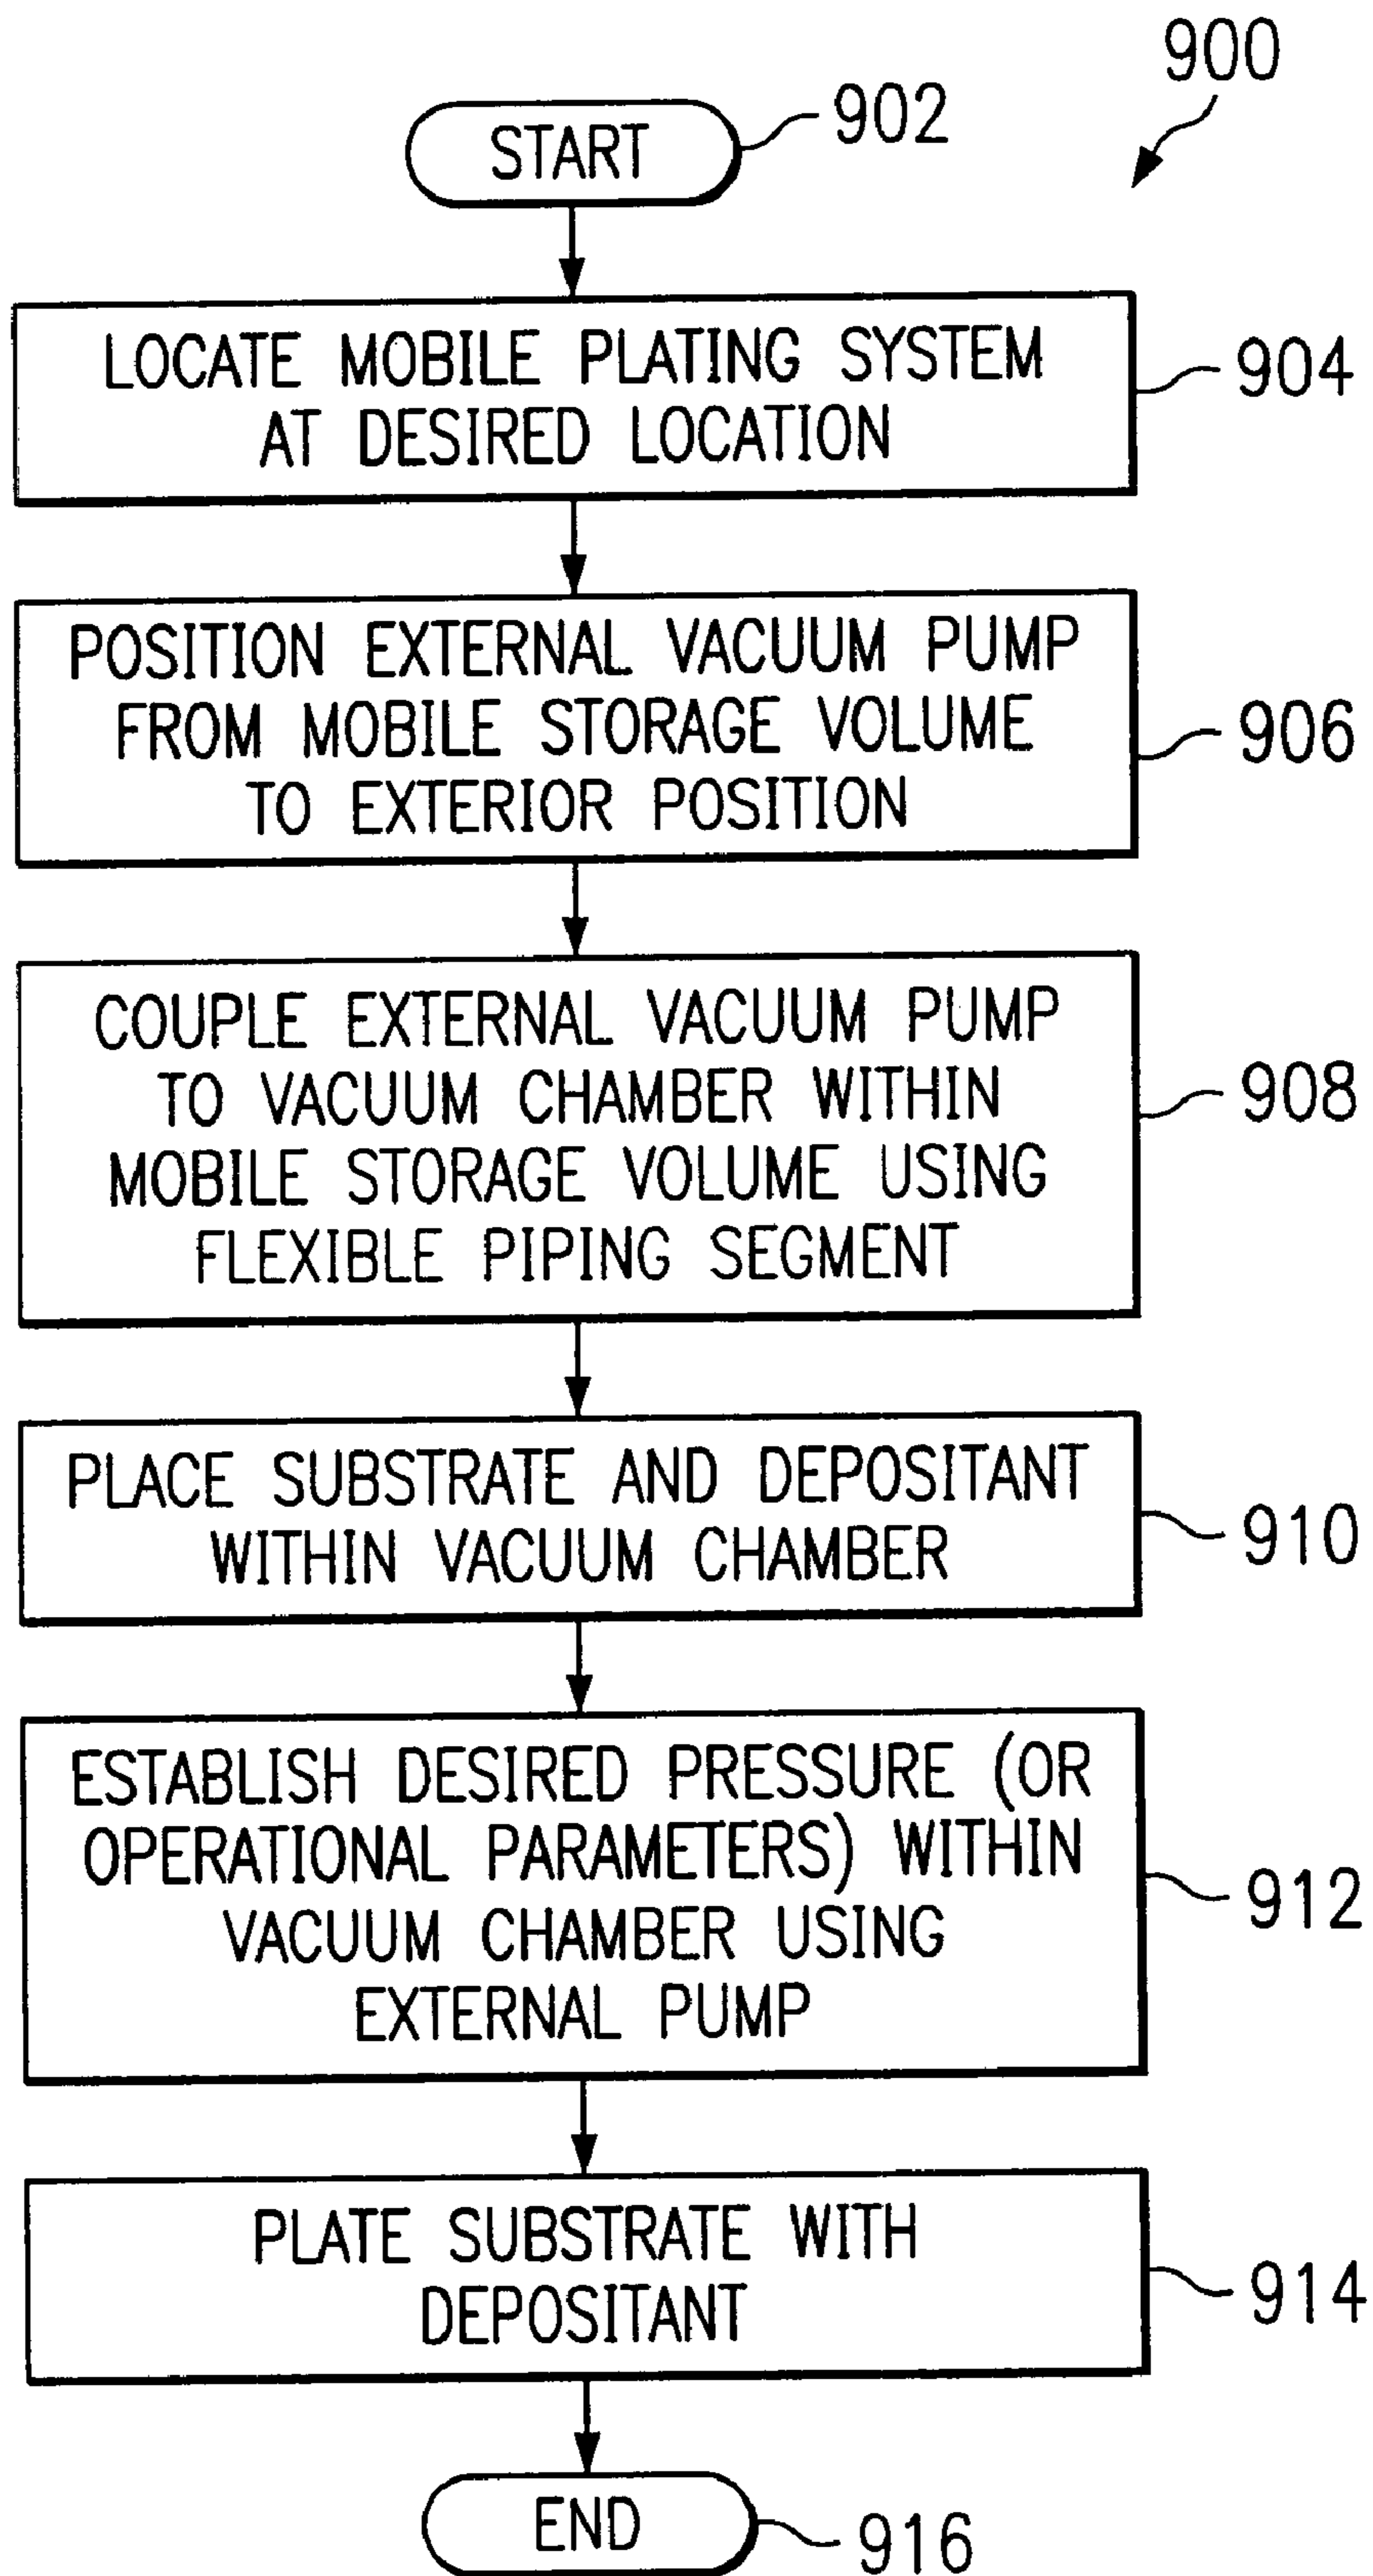 900
START
902
LOCATE MOBILE PLATING SYSTEM
AT DESIRED LOCATION
904
POSITION EXTERNAL VACUUM PUMP
FROM MOBILE STORAGE VOLUME
TO EXTERIOR POSITION
906
COUPLE EXTERNAL VACUUM PUMP
TO VACUUM CHAMBER WITHIN
MOBILE STORAGE VOLUME USING
FLEXIBLE PIPING SEGMENT
908
PLACE SUBSTRATE AND DEPOSITANT
WITHIN VACUUM CHAMBER
910
ESTABLISH DESIRED PRESSURE (OR
OPERATIONAL PARAMETERS) WITHIN
VACUUM CHAMBER USING
EXTERNAL PUMP
912
PLATE SUBSTRATE WITH
DEPOSITANT
914
END
916